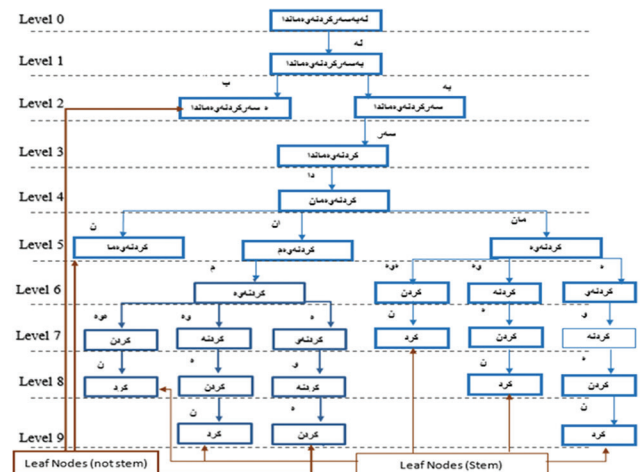 Level 0
لەبەسەرکردنەوەماندا
لە
Level 1
بەسەرکردنەوەماندا
ب
بە
Level 2
ە سەرکردنەوەماندا
سەرکردنەوەماندا
سەر
Level 3
کردنەوەماندا
دا
Level 4
کردنەوەمان
ن
ان
مان
Level 5
کردنەوەما
کردنەوەم
کردنەوە
م
ەوە
وە
ە
Level 6
کردنەوە
کردن
کردنە
کردنەو
ەوە
وە
ە
ن
ە
و
Level 7
کردن
کردنە
کردنەو
کرد
کردن
کردنە
ن
ە
و
ن
ە
Level 8
کرد
کردن
کردنە
کرد
کردن
ن
ە
ن
Level 9
کرد
کردن
کرد
Leaf Nodes (not stem)
Leaf Nodes (Stem)